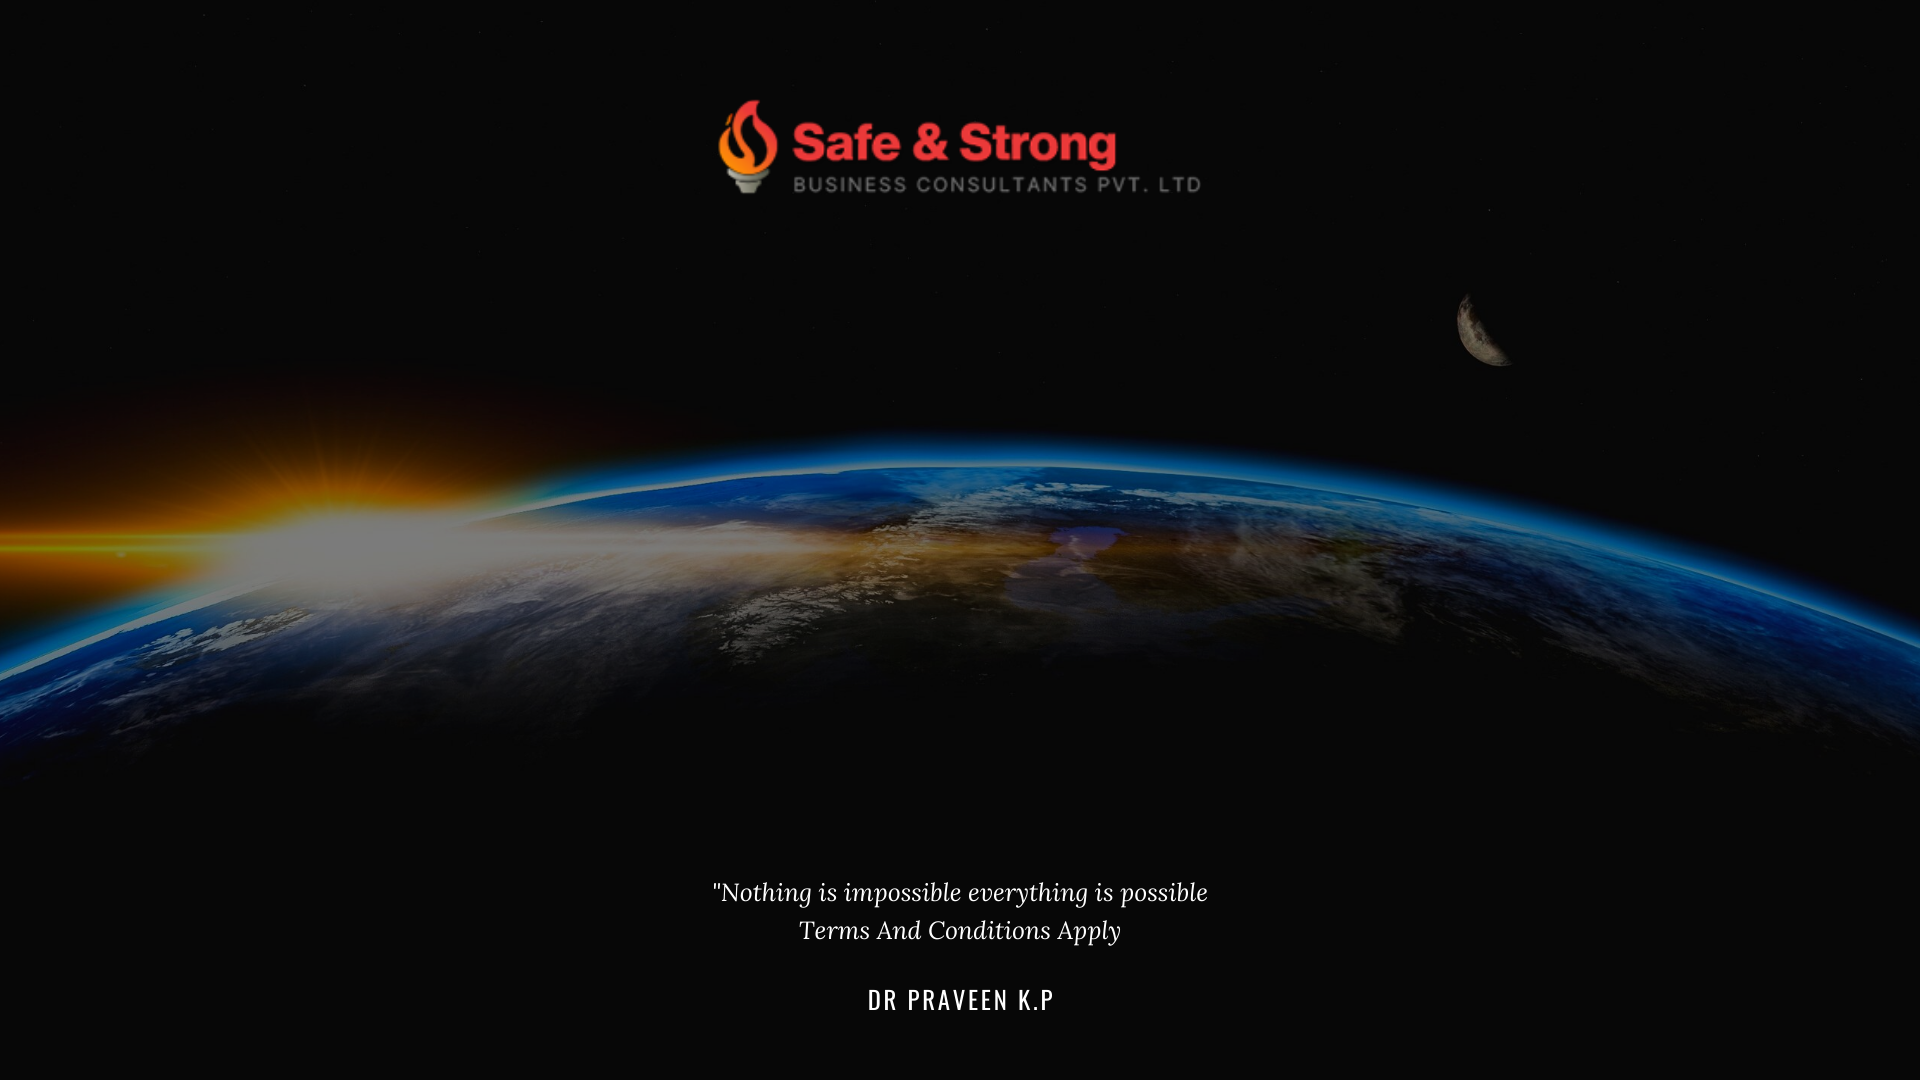 Safe & Strong
BUSINESS CONSULTANTS PVT. LTD
"Nothing is impossible everything is possible
Terms And Conditions Apply
DR PRAVEEN K.P